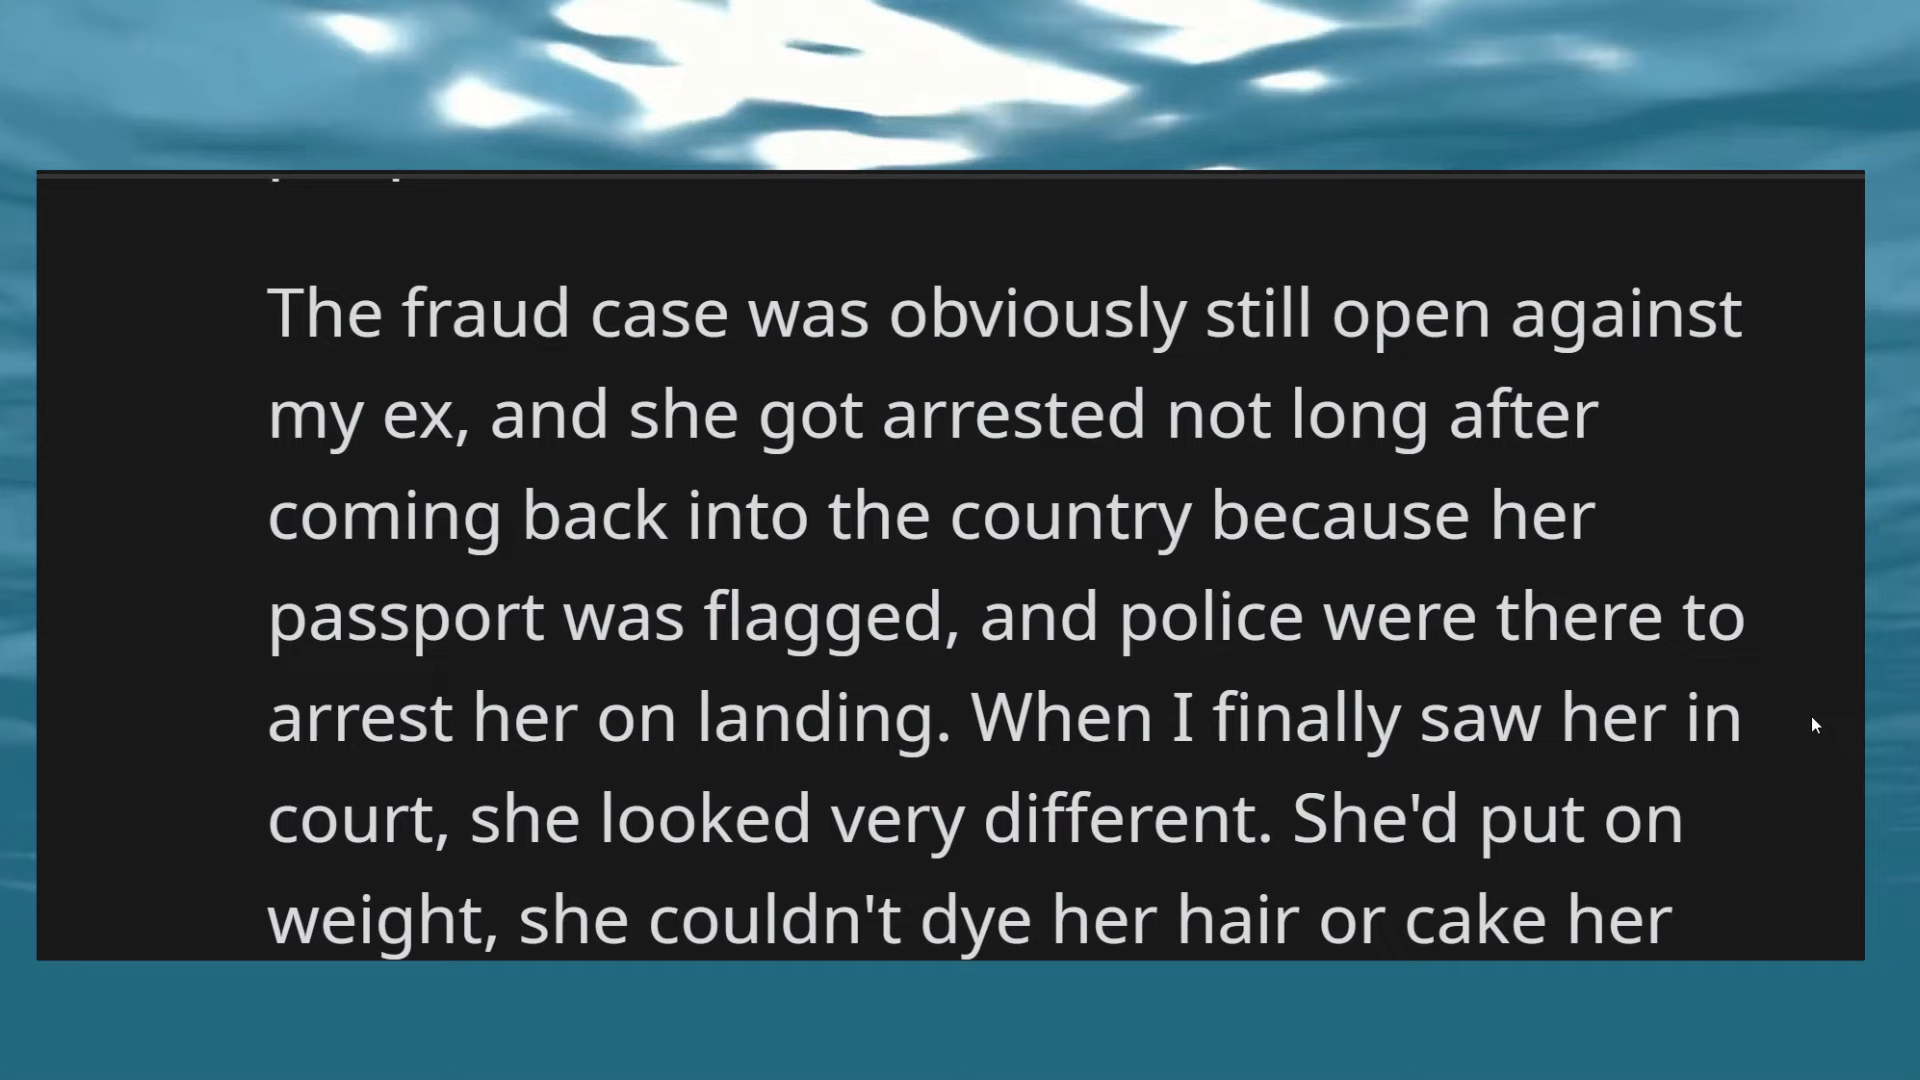 The fraud case was obviously still open against
my ex, and she got arrested not long after
coming back into the country because her
passport was flagged, and police were there to
arrest her on landing. When I finally saw her in
court, she looked very different. She'd put on
weight, she couldn't dye her hair or cake her